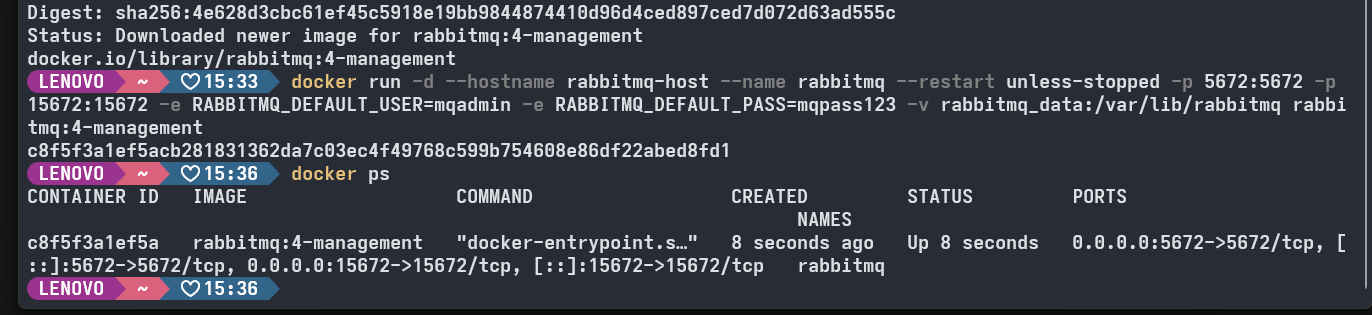 Digest: sha256:4e628d3cbc61ef45c5918e19bb9844874410d96d4ced897ced7d072d63ad555c
Status: Downloaded newer image for rabbitmq:4-management
docker.io/library/rabbitmq:4-management
LENOVO ~ ♡15:33 docker run -d --hostname rabbitmq-host --name rabbitmq --restart unless-stopped -p 5672:5672 -p
15672:15672 -e RABBITMQ_DEFAULT_USER=mqadmin -e RABBITMQ_DEFAULT_PASS=mqpass123 -v rabbitmq_data:/var/lib/rabbitmq rabbi
tmq:4-management
c8f5f3a1ef5acb281831362da7c03ec4f49768c599b754608e86df22abed8fd1
LENOVO ~ ♡15:36 docker ps
CONTAINER ID   IMAGE                   COMMAND                  CREATED         STATUS         PORTS
NAMES
c8f5f3a1ef5a   rabbitmq:4-management   "docker-entrypoint.s…"   8 seconds ago   Up 8 seconds   0.0.0.0:5672->5672/tcp, [
::]:5672->5672/tcp, 0.0.0.0:15672->15672/tcp, [::]:15672->15672/tcp   rabbitmq
LENOVO ~ ♡15:36